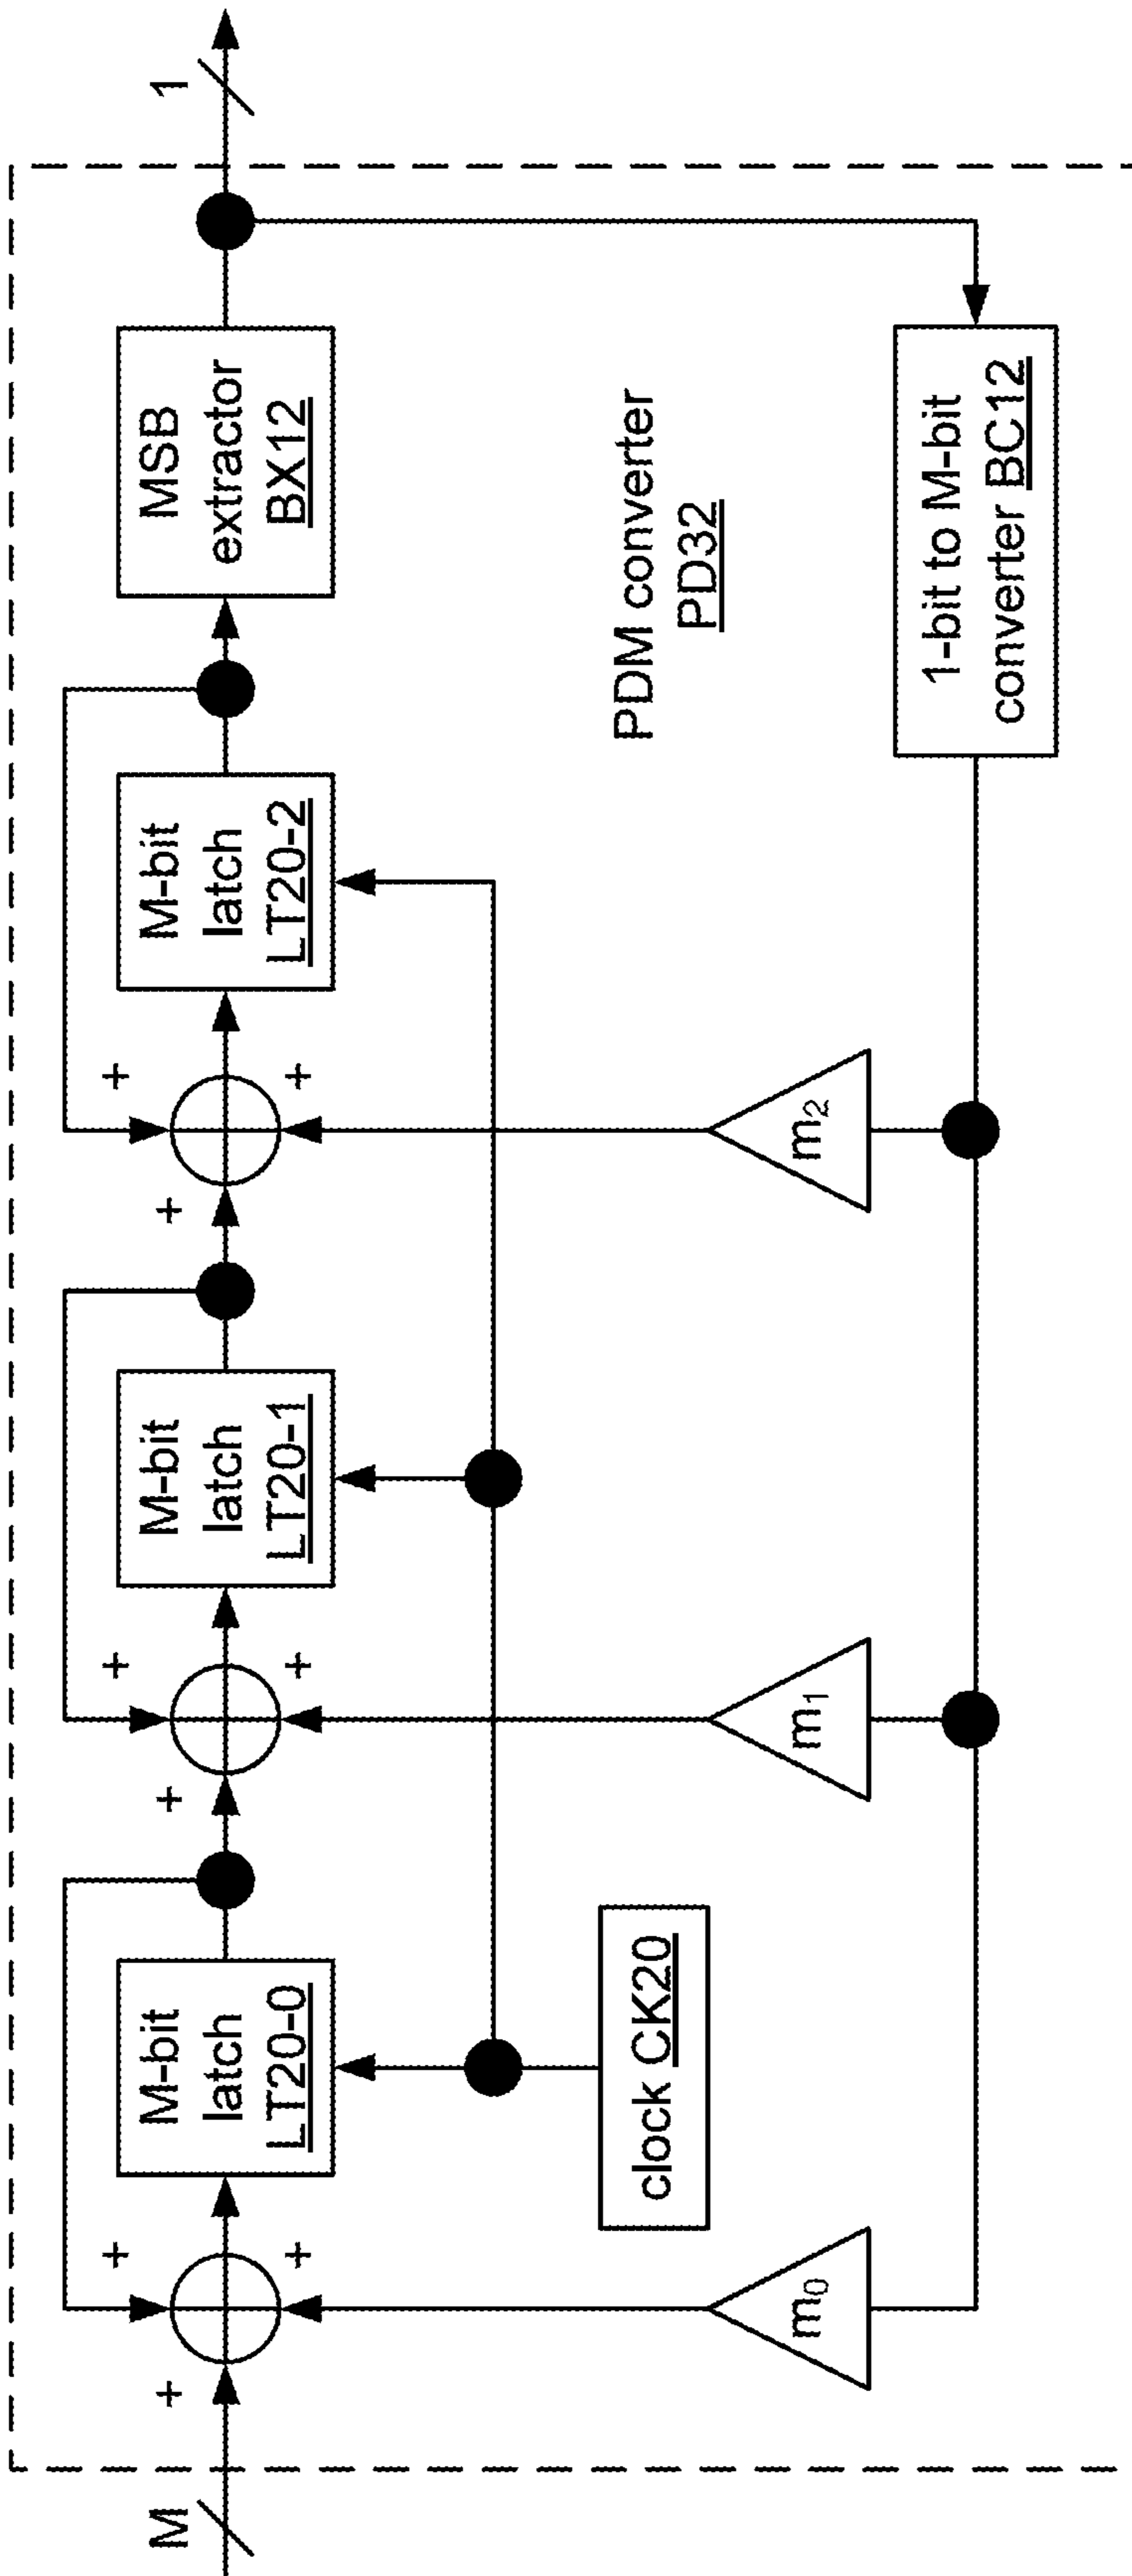 M
+
+
+
M-bit
latch
LT20-0
+
+
+
M-bit
latch
LT20-1
+
+
+
M-bit
latch
LT20-2
MSB
extractor
BX12
1
clock CK20
PDM converter
PD32
m0
m1
m2
1-bit to M-bit
converter BC12